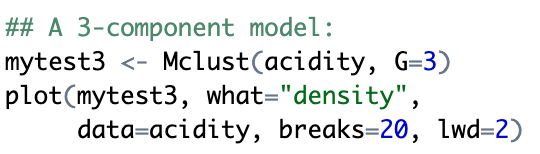 ## A 3-component model:
mytest3 <- Mclust(acidity, G=3)
plot(mytest3, what="density",
     data=acidity, breaks=20, lwd=2)